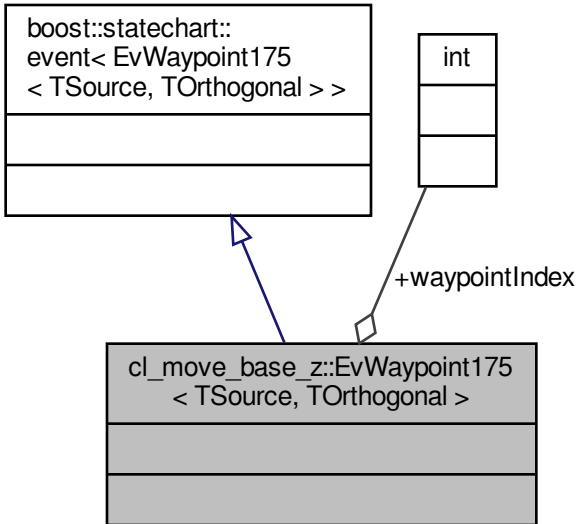 boost::statechart::
event< EvWaypoint175
< TSource, TOrthogonal > >
int
+waypointIndex
cl_move_base_z::EvWaypoint175
< TSource, TOrthogonal >